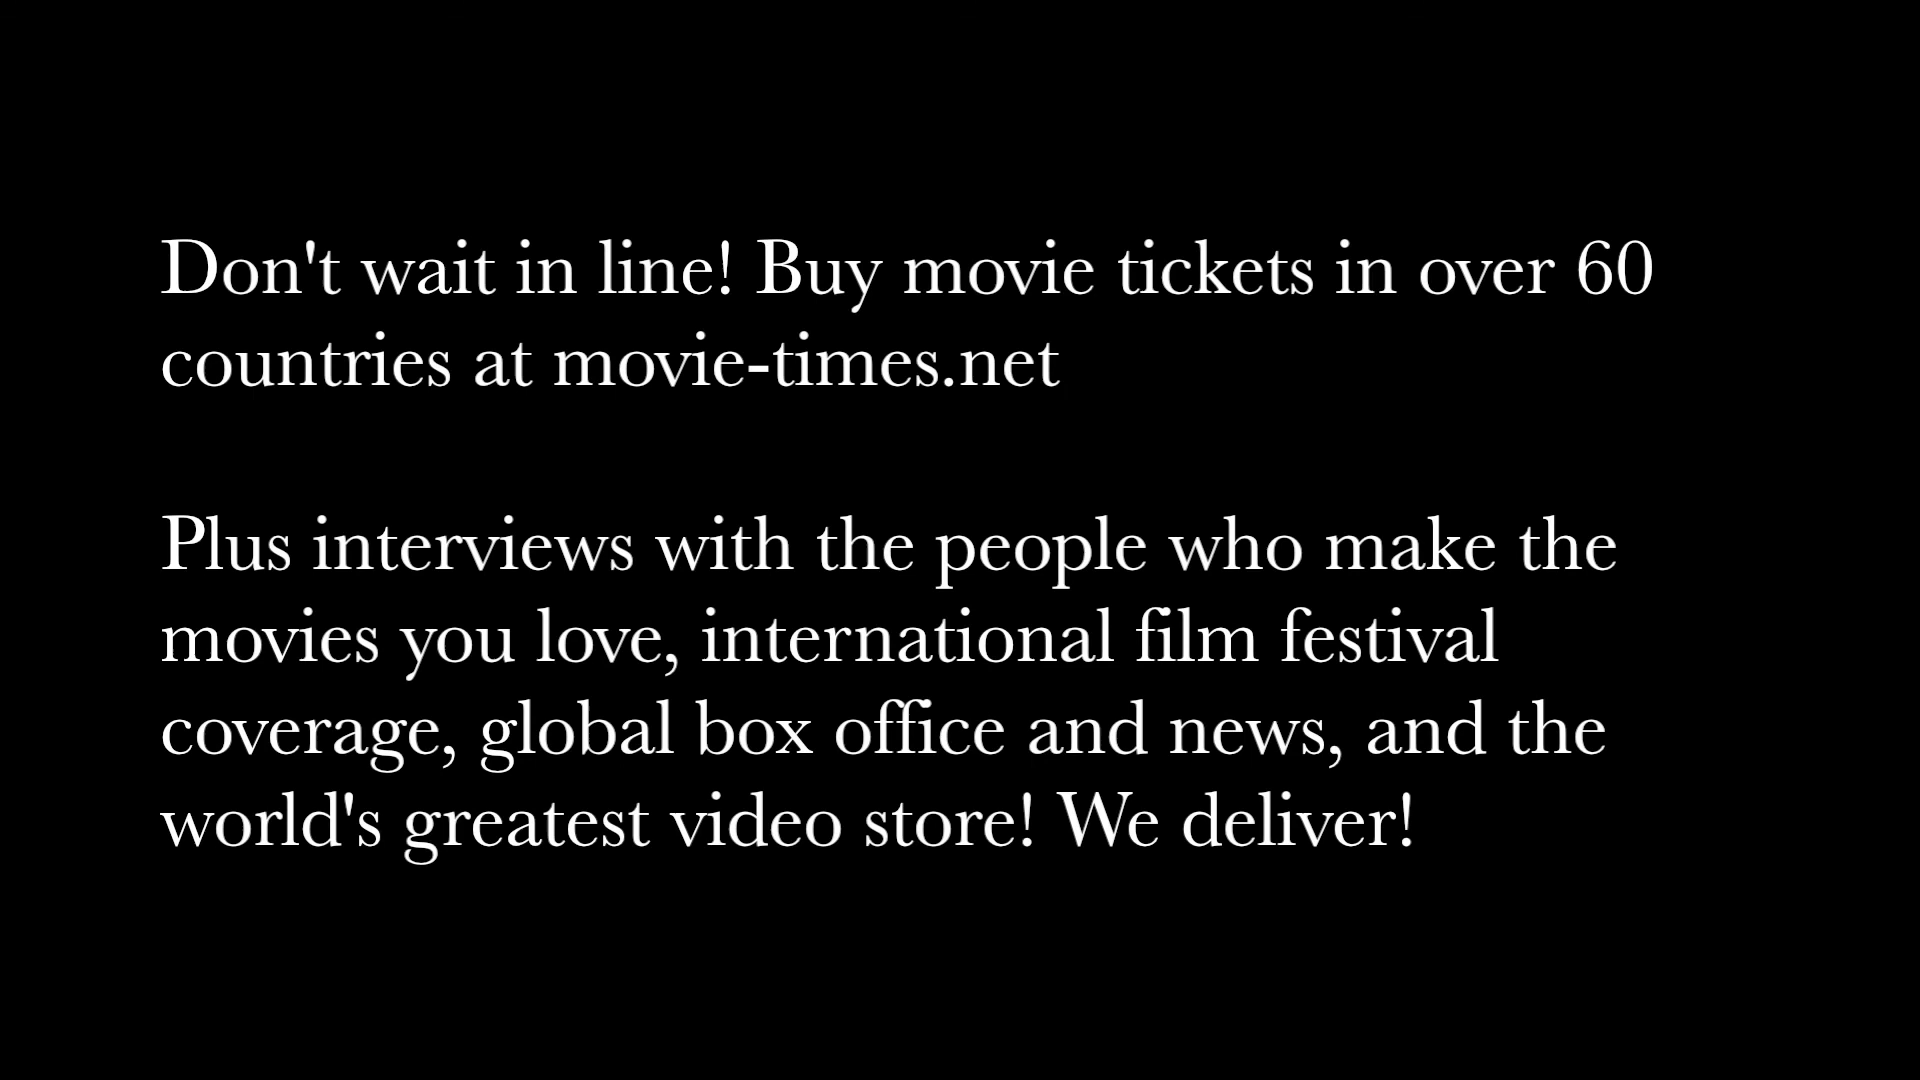 Don't wait in line! Buy movie tickets in over 60
countries at movie-times.net
Plus interviews with the people who make the
movies you love, international film festival
coverage, global box office and news, and the
world's greatest video store! We deliver!